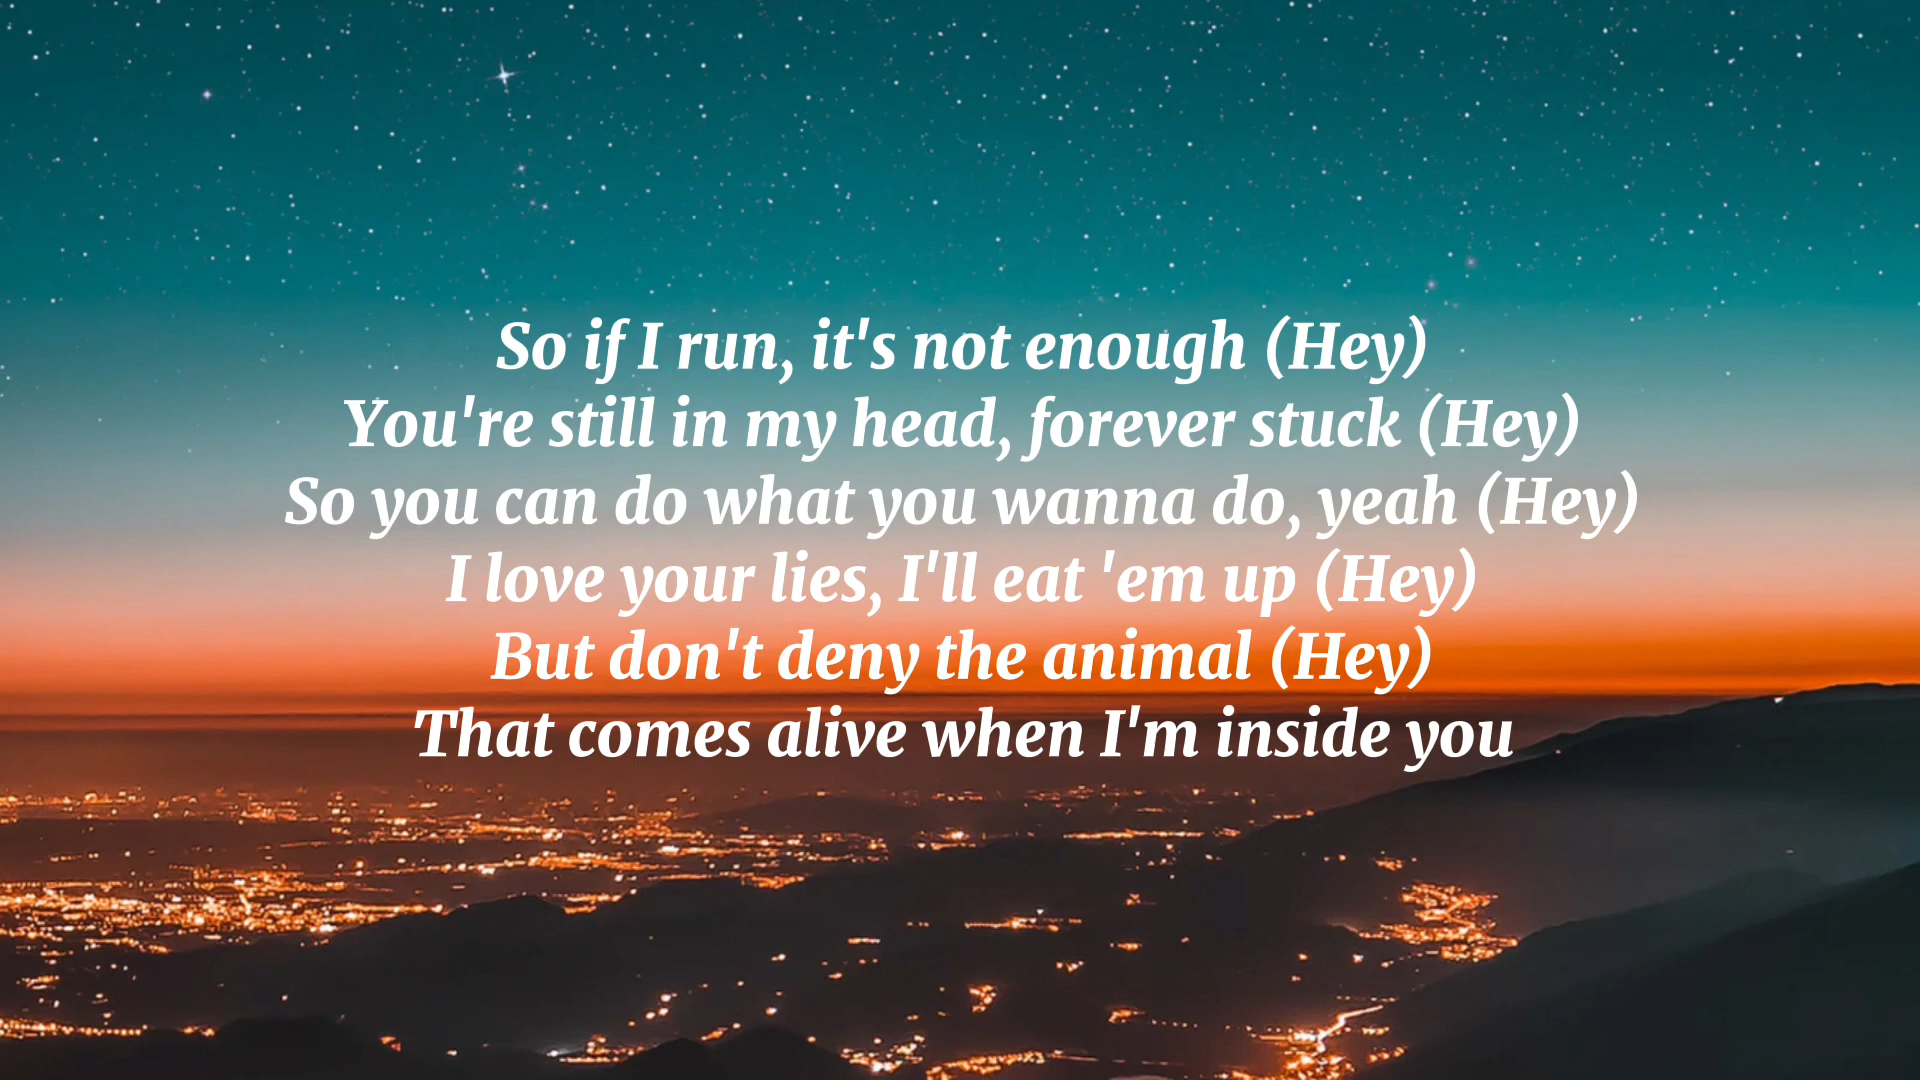 So if I run, it's not enough (Hey)
You're still in my head, forever stuck (Hey)
So you can do what you wanna do, yeah (Hey)
I love your lies, I'll eat 'em up (Hey)
But don't deny the animal (Hey)
That comes alive when I'm inside you